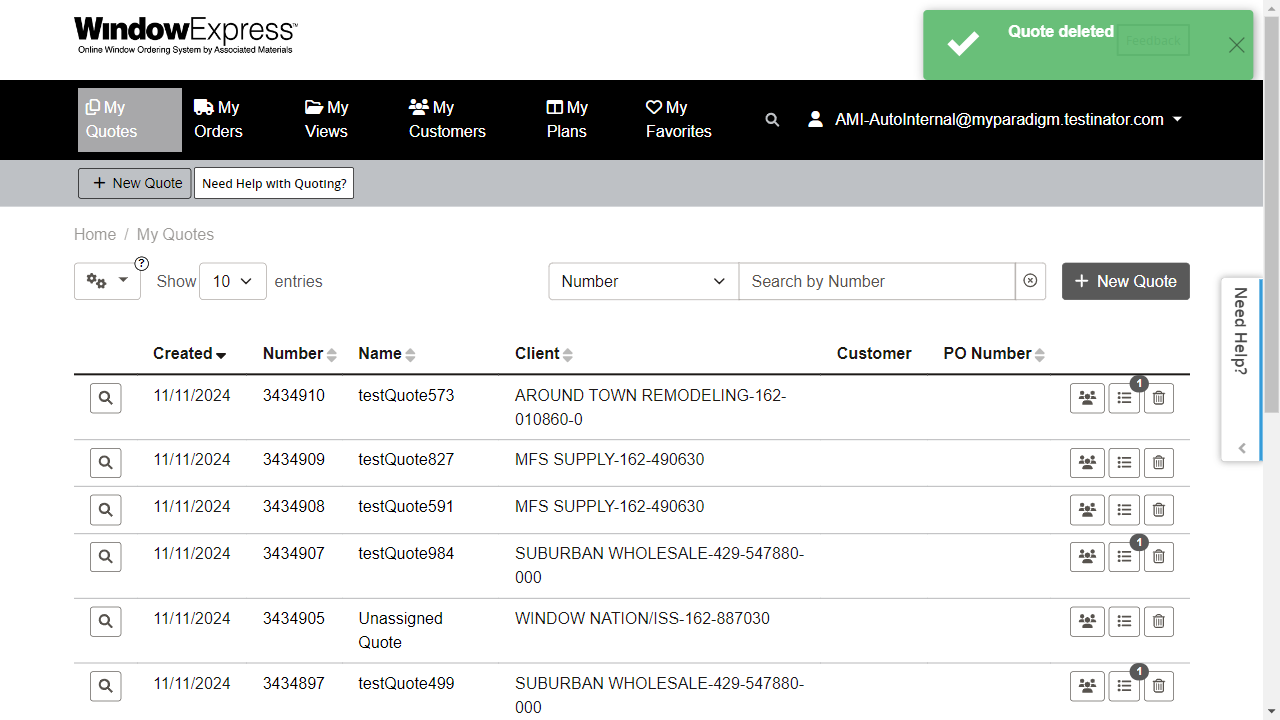 WindowExpress™
Online Window Ordering System by Associated Materials
Quote deleted
Feedback
My Quotes
My Orders
My Views
My Customers
My Plans
My Favorites
AMI-AutoInternal@myparadigm.testinator.com
New Quote
Need Help with Quoting?
Home / My Quotes
?
Show 10 entries
Number
Search by Number
New Quote
Need Help?
Created Number Name Client Customer PO Number
11/11/2024 3434910 testQuote573 AROUND TOWN REMODELING-162-
010860-0
1
11/11/2024 3434909 testQuote827 MFS SUPPLY-162-490630
11/11/2024 3434908 testQuote591 MFS SUPPLY-162-490630
11/11/2024 3434907 testQuote984 SUBURBAN WHOLESALE-429-547880-
000
1
11/11/2024 3434905 Unassigned Quote WINDOW NATION/ISS-162-887030
11/11/2024 3434897 testQuote499 SUBURBAN WHOLESALE-429-547880-
000
1